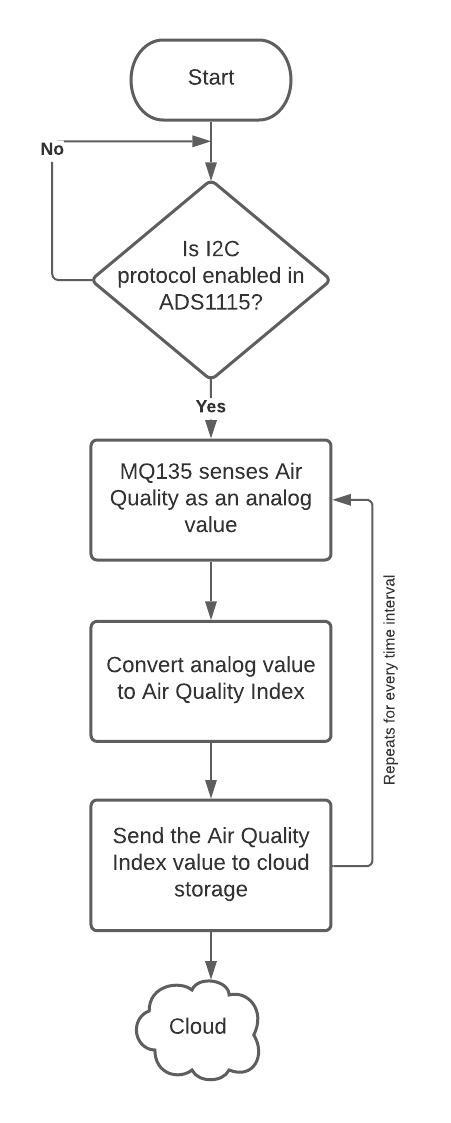 Start
No
Is I2C
protocol enabled in
ADS1115?
Yes
MQ135 senses Air
Quality as an analog
value
Convert analog value
to Air Quality Index
Repeats for every time interval
Send the Air Quality
Index value to cloud
storage
Cloud